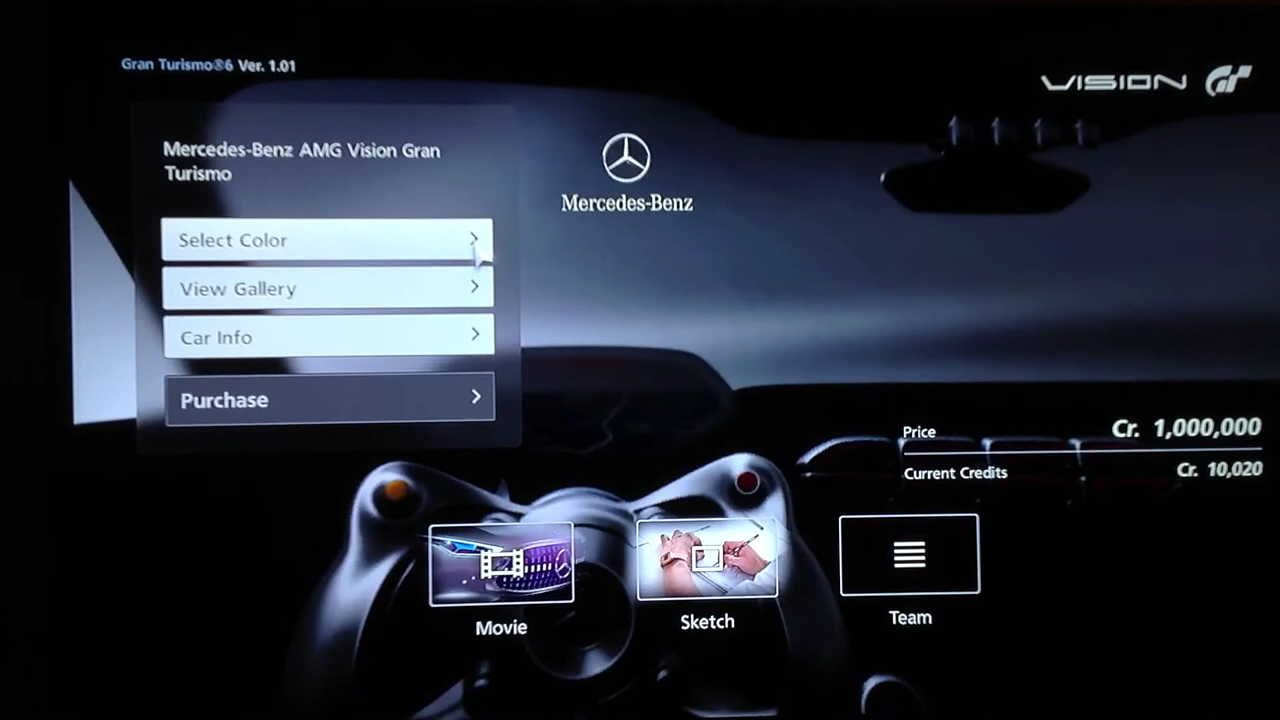 Gran Turismo®6 Ver. 1.01
VISION GT
Mercedes-Benz AMG Vision Gran
Turismo
Mercedes-Benz
Select Color
View Gallery
Car Info
Purchase
Price Cr. 1,000,000
Current Credits Cr. 10,020
Movie
Sketch
Team